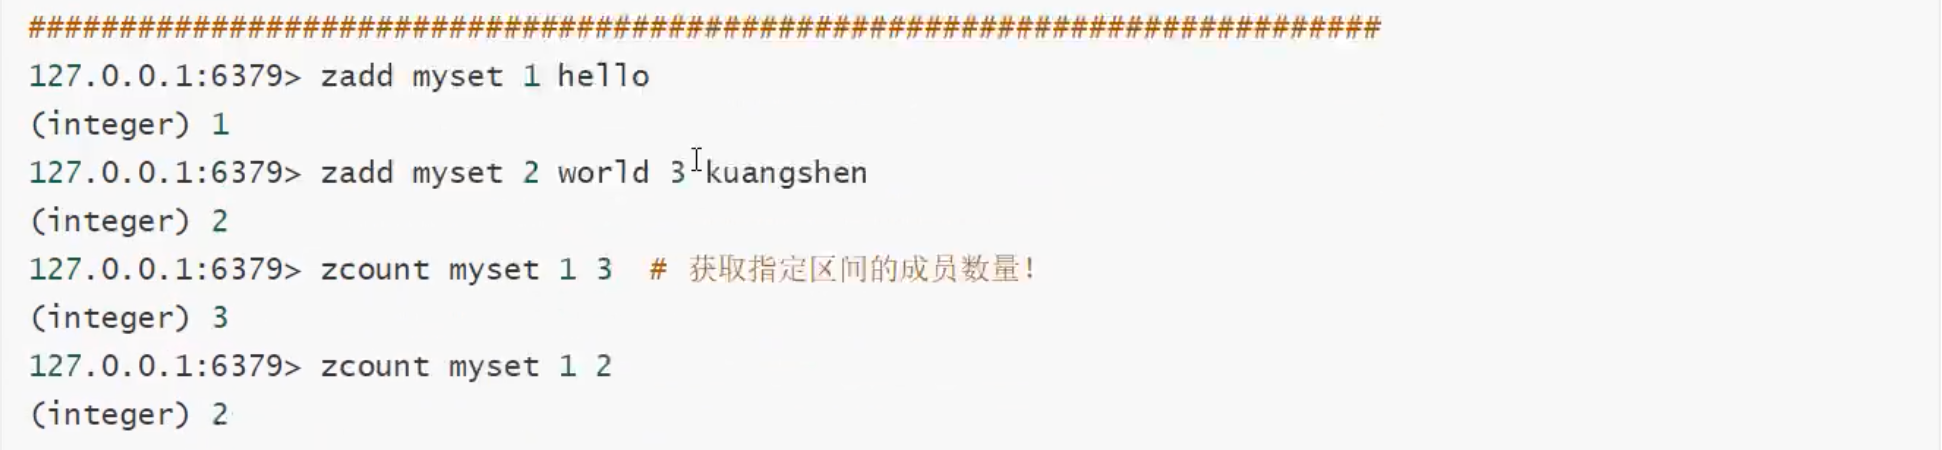 ##########################################################################
127.0.0.1:6379> zadd myset 1 hello
(integer) 1
127.0.0.1:6379> zadd myset 2 world 3 kuangshen
(integer) 2
127.0.0.1:6379> zcount myset 1 3  # 获取指定区间的成员数量!
(integer) 3
127.0.0.1:6379> zcount myset 1 2
(integer) 2